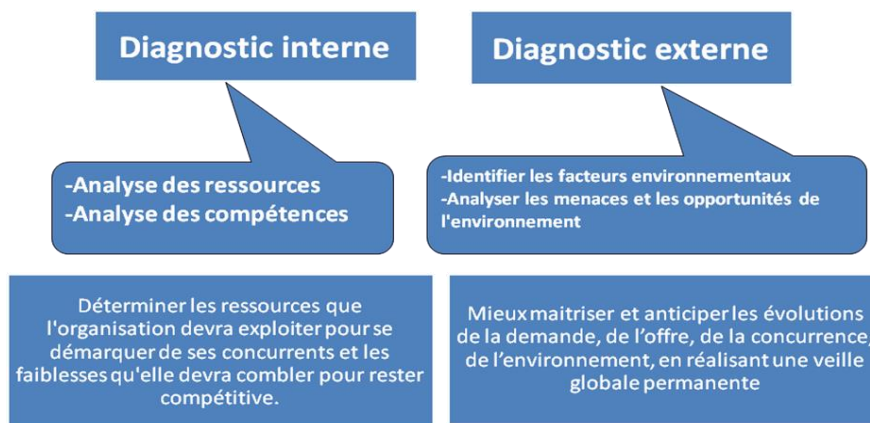 Diagnostic interne
Diagnostic externe
-Analyse des ressources
-Analyse des compétences
-Identifier les facteurs environnementaux
-Analyser les menaces et les opportunités de
l'environnement
Déterminer les ressources que
l'organisation devra exploiter pour se
démarquer de ses concurrents et les
faiblesses qu'elle devra combler pour rester
compétitive.
Mieux maitriser et anticiper les évolutions
de la demande, de l’offre, de la concurrence,
de l’environnement, en réalisant une veille
globale permanente